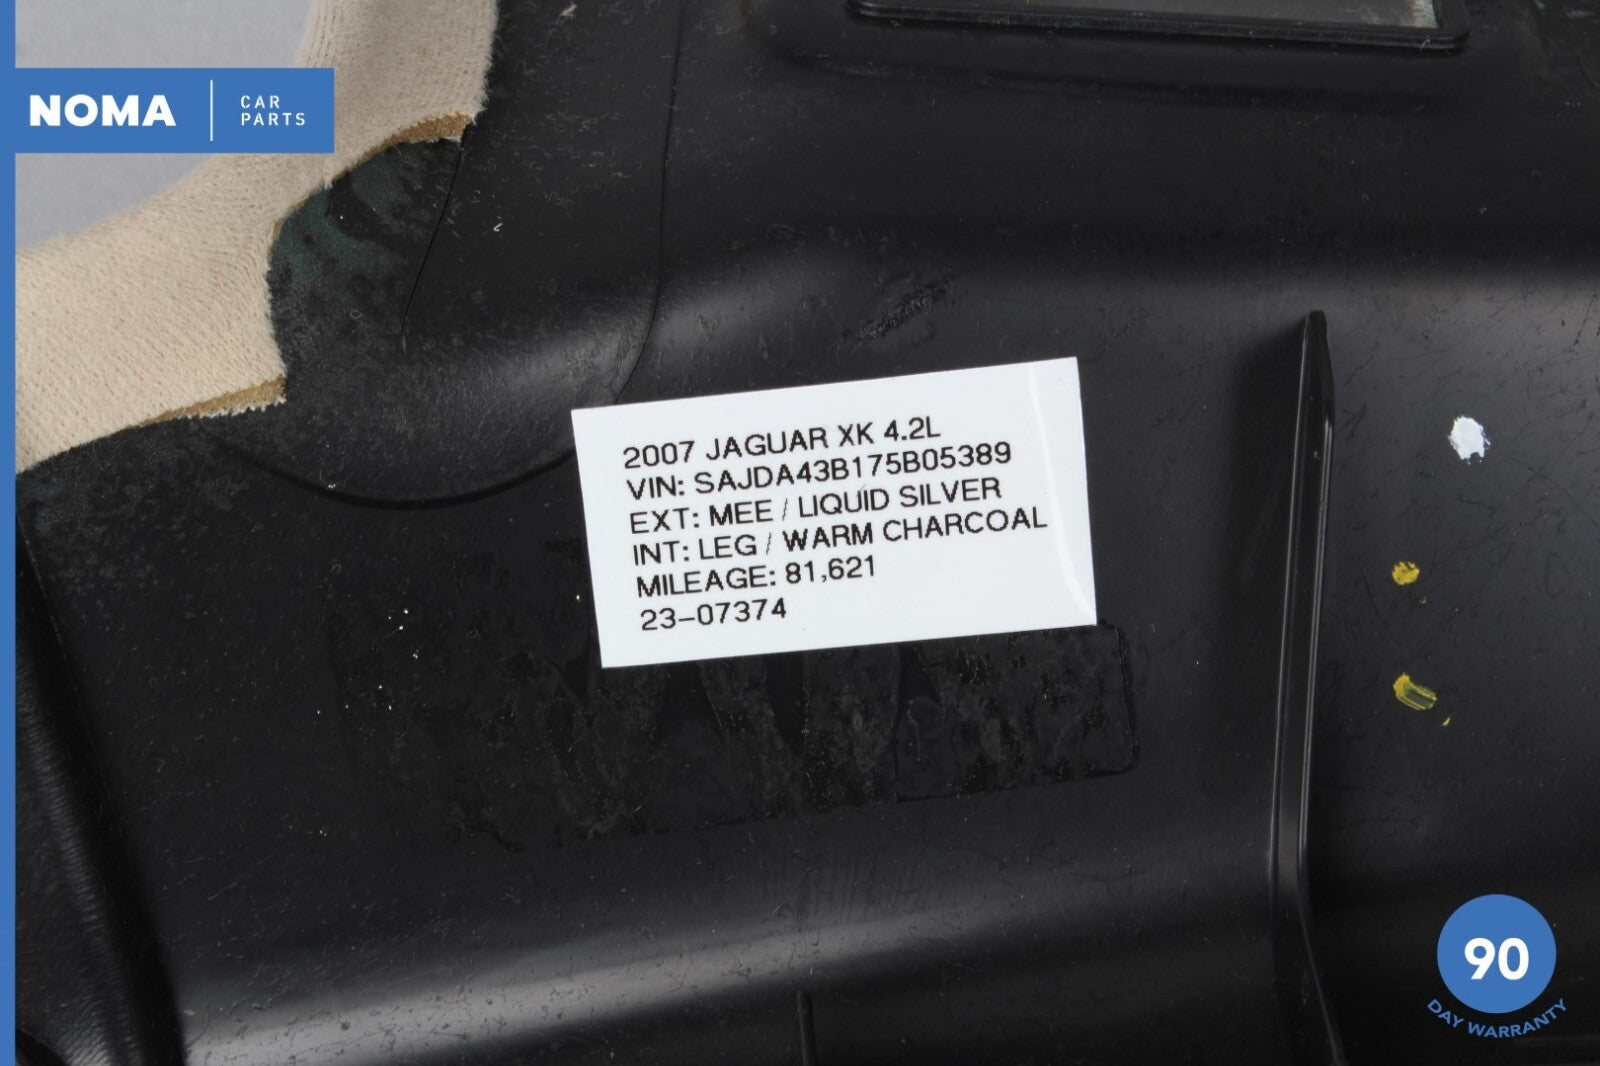 NOMA
CAR
PARTS
2007 JAGUAR XK 4.2L
VIN: SAJDA43B175B05389
EXT: MEE / LIQUID SILVER
INT: LEG / WARM CHARCOAL
MILEAGE: 81,621
23-07374
90
DAY WARRANTY